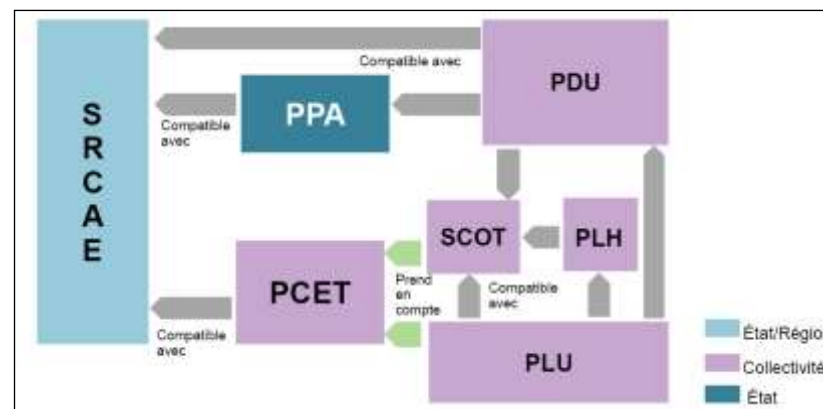 S
R
C
A
E
PPA
PDU
Compatible avec
Compatible
avec
SCOT
PLH
PCET
Prend
en
compte
Compatible
avec
Compatible
avec
PLU
État/Régio
Collectivité
État